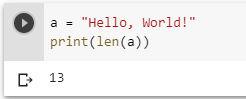 a = "Hello, World!"
print(len(a))
13